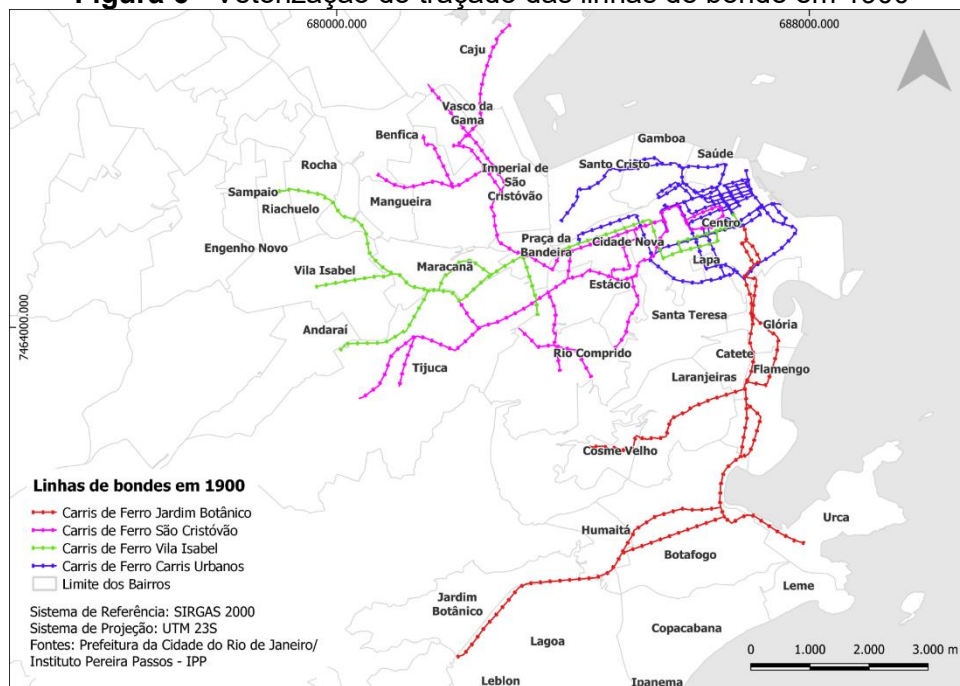 680000.000
688000.000
Caju
Vasco da
Gama
Benfica
Gamboa
Saúde
Santo Cristo
Rocha
Imperial de
São
Cristóvão
Sampaio
Mangueira
Riachuelo
Centro
Engenho Novo
Praça da
Bandeira
Cidade Nova
Lapa
Vila Isabel
Maracanã
Estácio
7464000.000
Santa Teresa
Glória
Andaraí
Rio Comprido
Catete
Tijuca
Laranjeiras
Flamengo
Cosme Velho
Linhas de bondes em 1900
Carris de Ferro Jardim Botânico
Carris de Ferro São Cristóvão
Carris de Ferro Vila Isabel
Carris de Ferro Carris Urbanos
Limite dos Bairros
Humaitá
Urca
Botafogo
Leme
Jardim
Botânico
Copacabana
Lagoa
Leblon
Ipanema
Sistema de Referência: SIRGAS 2000
Sistema de Projeção: UTM 23S
Fontes: Prefeitura da Cidade do Rio de Janeiro/
Instituto Pereira Passos - IPP
0 1.000 2.000 3.000 m